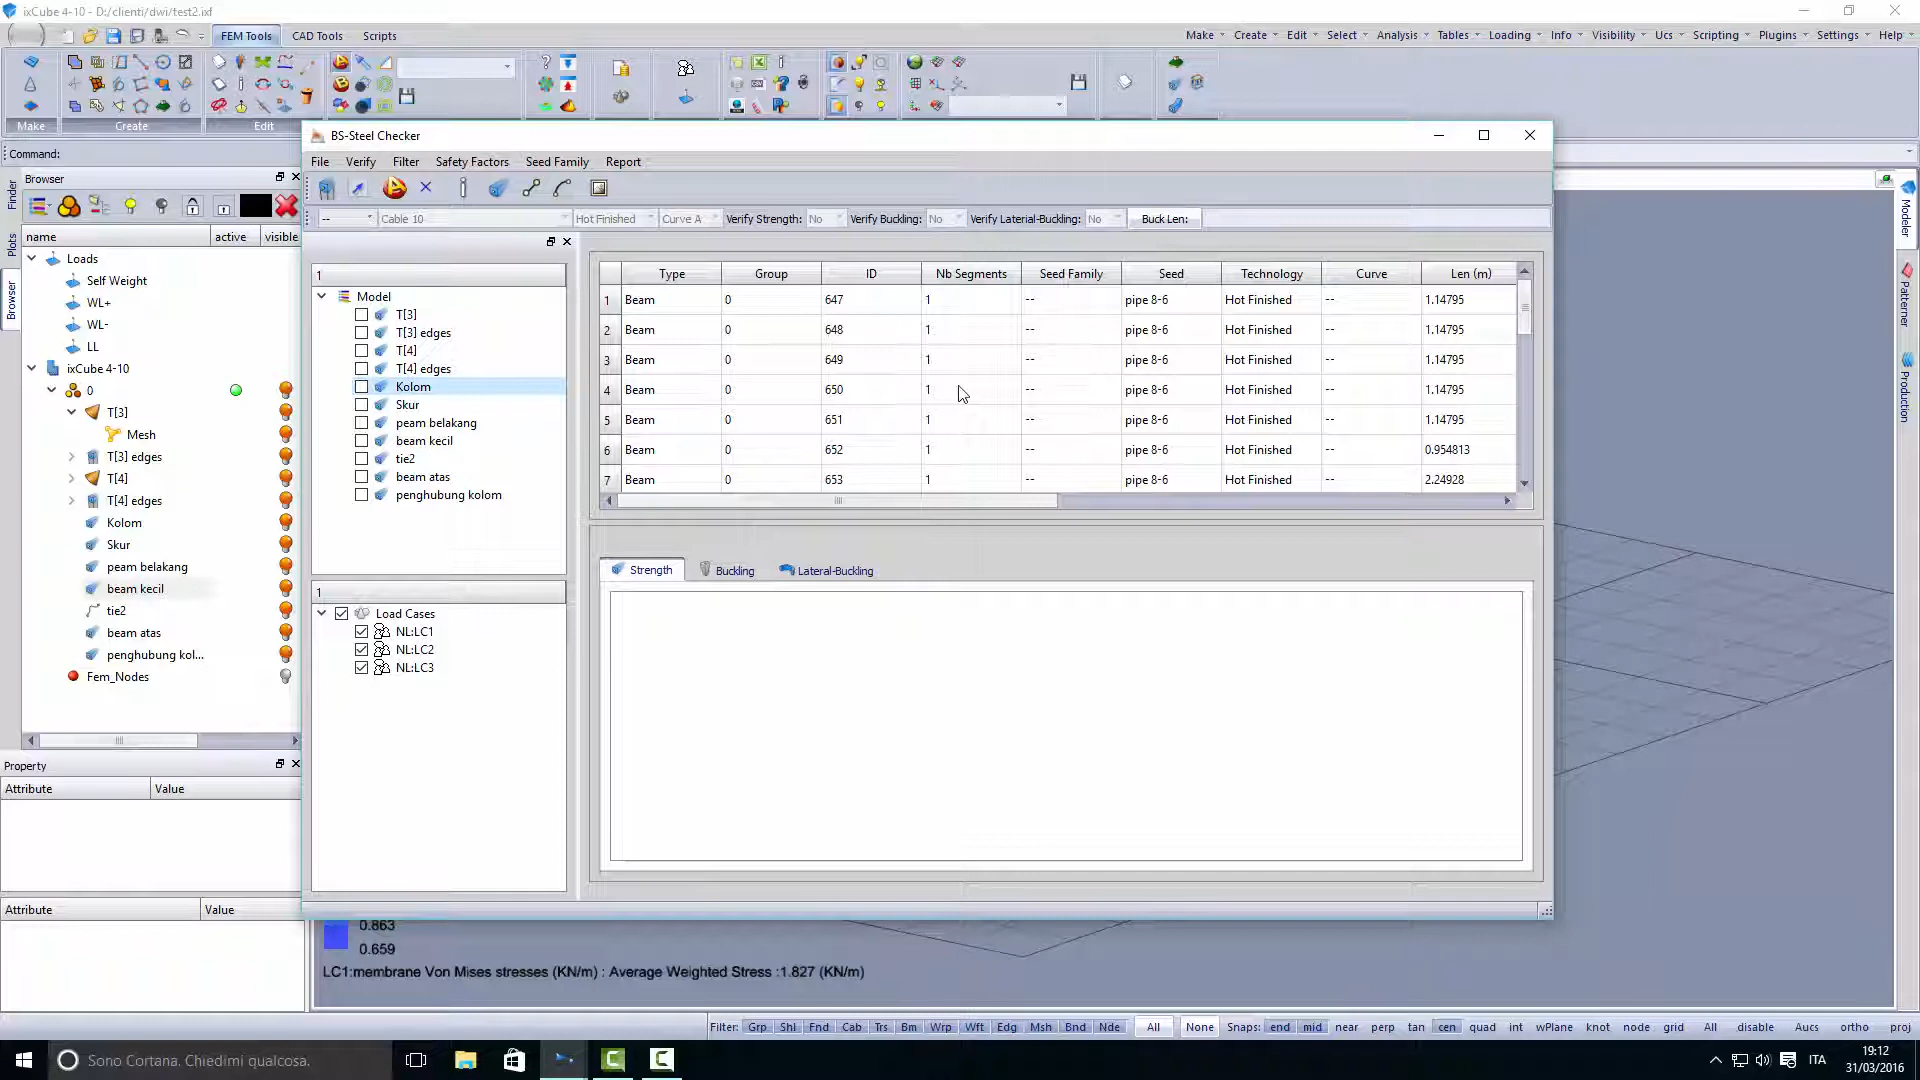 ixCube 4-10 - D:/clienti/dwi/test2.ixf
FEM Tools CAD Tools Scripts
Make Create Edit Select Analysis Tables Loading Info Visibility Ucs Scripting Plugins Settings Help
Make Create Edit
Command:
BS-Steel Checker
File Verify Filter Safety Factors Seed Family Report
-- Cable 10 Hot Finished Curve A Verify Strength: No Verify Buckling: No Verify Laterial-Buckling: No Buck Len:
Finder
Plots
Browser
Browser
name active visible
Loads
Self Weight
WL+
WL-
LL
ixCube 4-10
0
T[3]
Mesh
T[3] edges
T[4]
T[4] edges
Kolom
Skur
peam belakang
beam kecil
tie2
beam atas
penghubung kol...
Fem_Nodes
Property
Attribute Value
Attribute Value
1
Model
T[3]
T[3] edges
T[4]
T[4] edges
Kolom
Skur
peam belakang
beam kecil
tie2
beam atas
penghubung kolom
1
Load Cases
NL:LC1
NL:LC2
NL:LC3
Type Group ID Nb Segments Seed Family Seed Technology Curve Len (m)
1 Beam 0 647 1 -- pipe 8-6 Hot Finished -- 1.14795
2 Beam 0 648 1 -- pipe 8-6 Hot Finished -- 1.14795
3 Beam 0 649 1 -- pipe 8-6 Hot Finished -- 1.14795
4 Beam 0 650 1 -- pipe 8-6 Hot Finished -- 1.14795
5 Beam 0 651 1 -- pipe 8-6 Hot Finished -- 1.14795
6 Beam 0 652 1 -- pipe 8-6 Hot Finished -- 0.954813
7 Beam 0 653 1 -- pipe 8-6 Hot Finished -- 2.24928
Strength Buckling Lateral-Buckling
Modeler
Patterner
Production
0.863
0.659
LC1:membrane Von Mises stresses (KN/m) : Average Weighted Stress :1.827 (KN/m)
Filter: Grp Shl Fnd Cab Trs Bm Wrp Wft Edg Msh Bnd Nde All None Snaps: end mid near perp tan cen quad int wPlane knot node grid All disable Aucs ortho proj
Sono Cortana. Chiedimi qualcosa.
ITA
19:12
31/03/2016